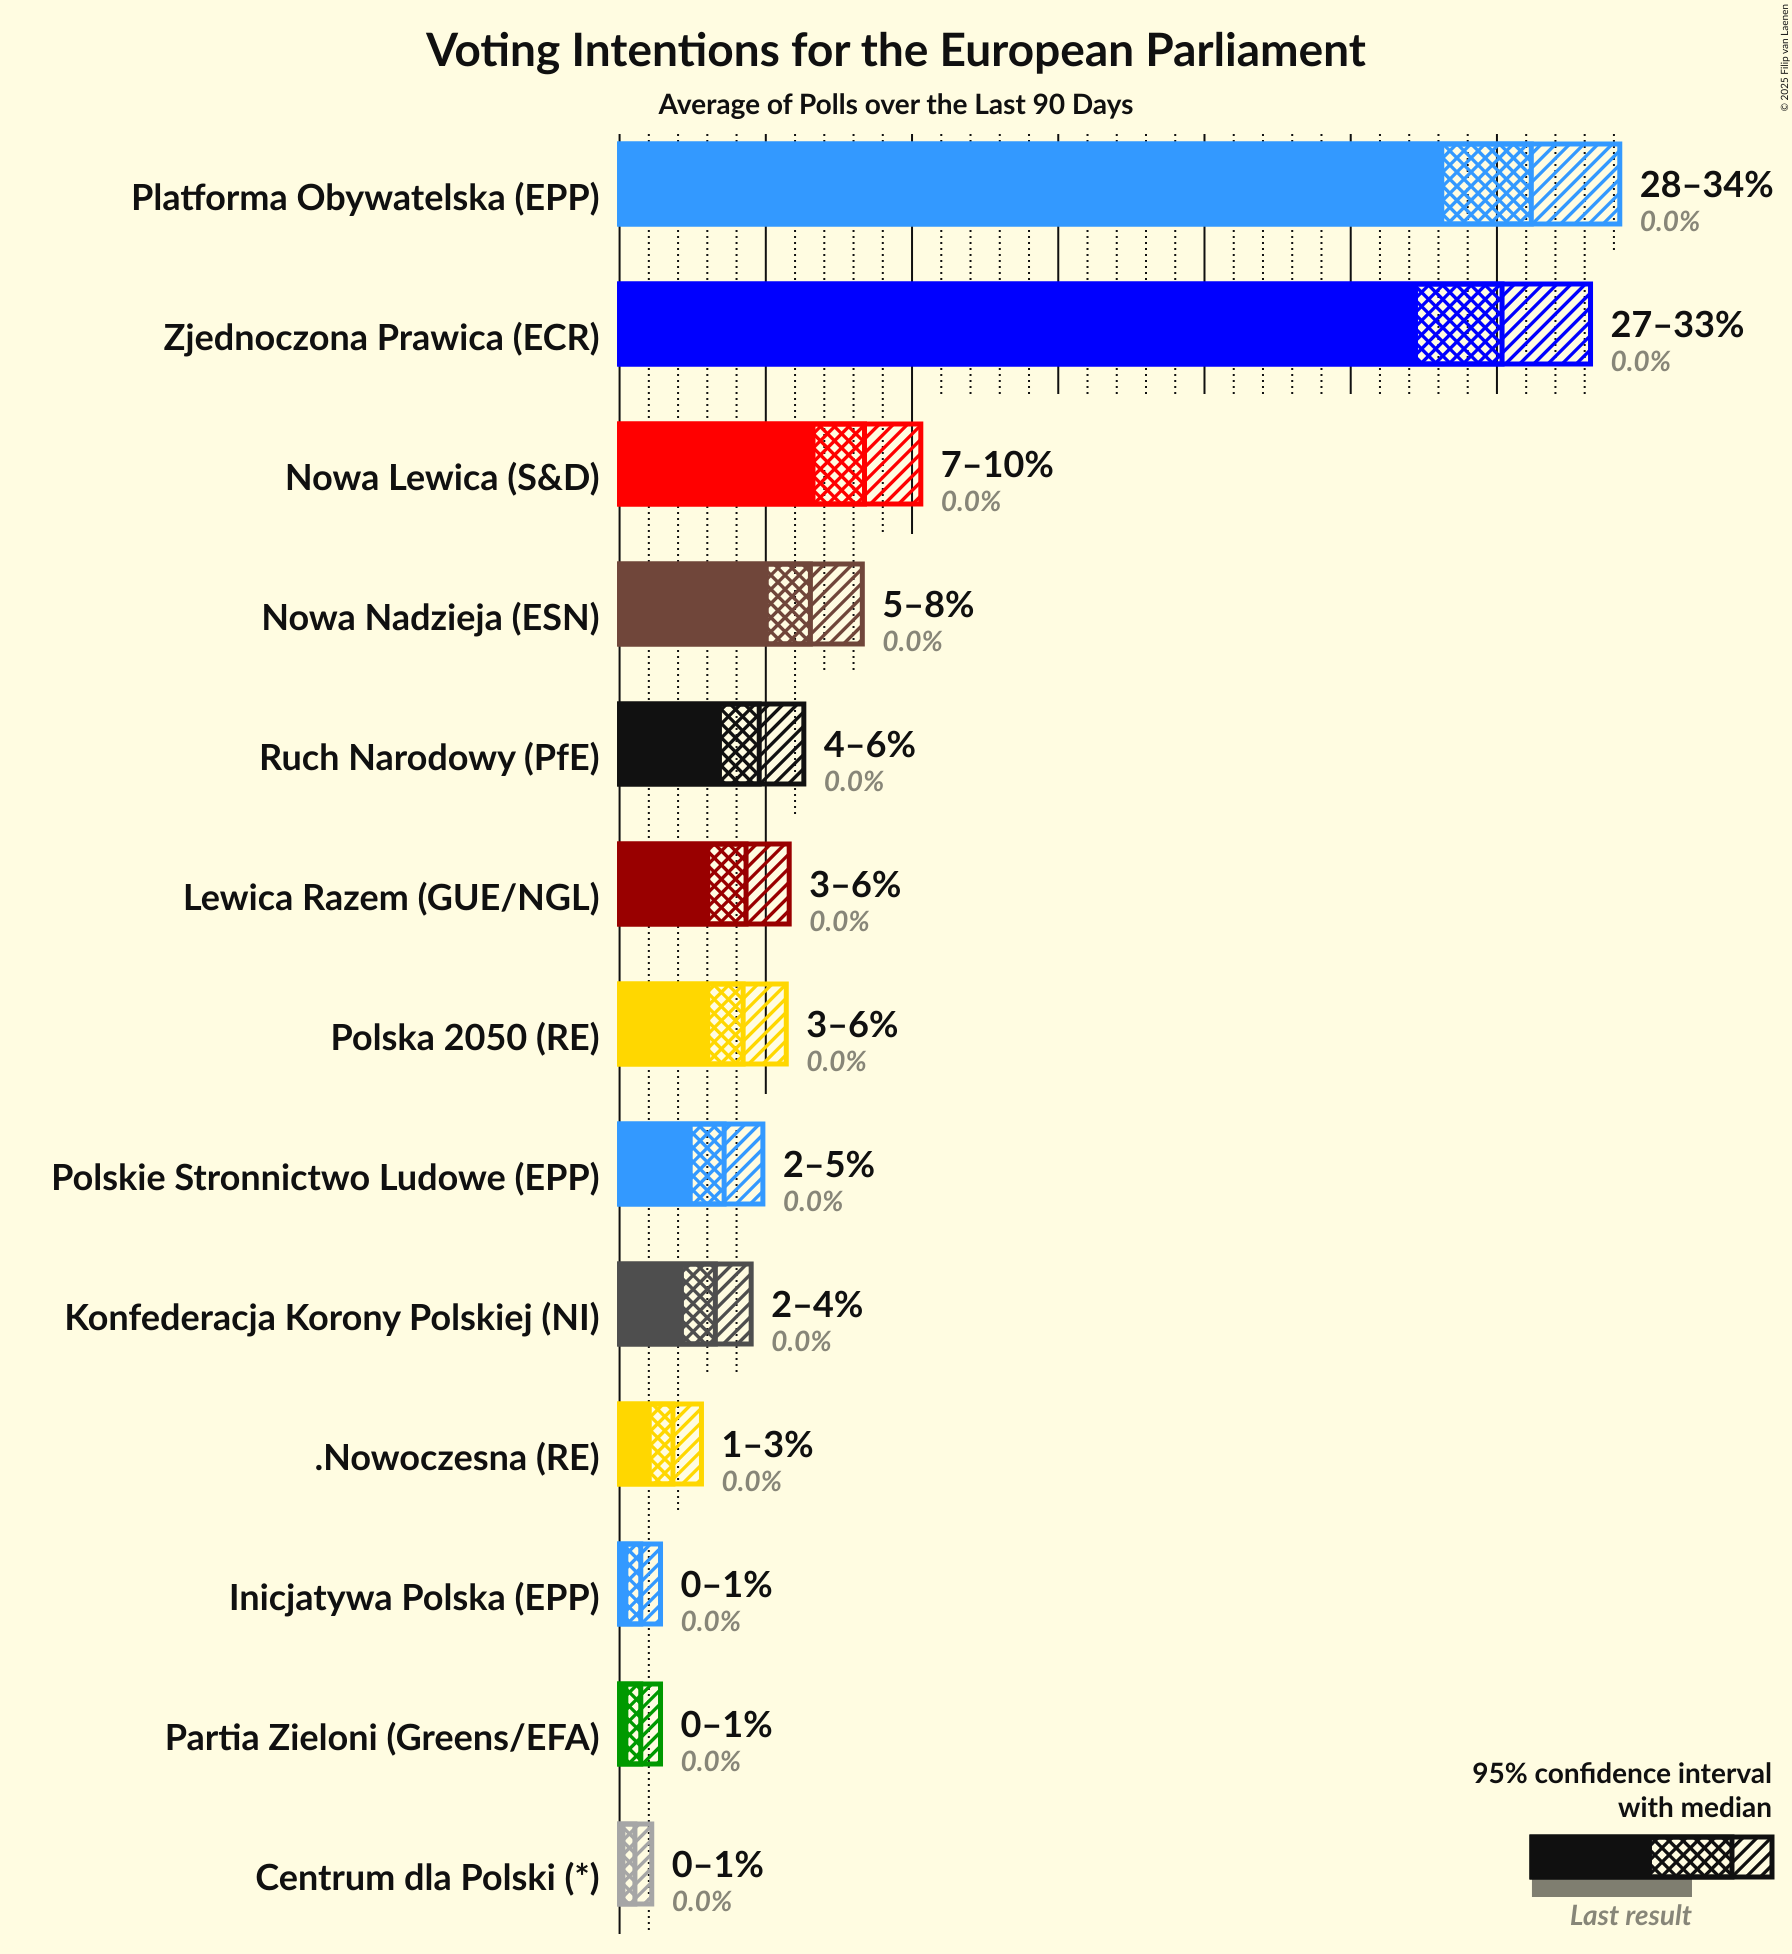 Voting Intentions for the European Parliament
Average of Polls over the Last 90 Days
© 2025 Filip van Laenen
Platforma Obywatelska (EPP)
28–34%
0.0%
Zjednoczona Prawica (ECR)
27–33%
0.0%
Nowa Lewica (S&D)
7–10%
0.0%
Nowa Nadzieja (ESN)
5–8%
0.0%
Ruch Narodowy (PfE)
4–6%
0.0%
Lewica Razem (GUE/NGL)
3–6%
0.0%
Polska 2050 (RE)
3–6%
0.0%
Polskie Stronnictwo Ludowe (EPP)
2–5%
0.0%
Konfederacja Korony Polskiej (NI)
2–4%
0.0%
.Nowoczesna (RE)
1–3%
0.0%
Inicjatywa Polska (EPP)
0–1%
0.0%
Partia Zieloni (Greens/EFA)
0–1%
0.0%
Centrum dla Polski (*)
0–1%
0.0%
95% confidence interval
with median
Last result